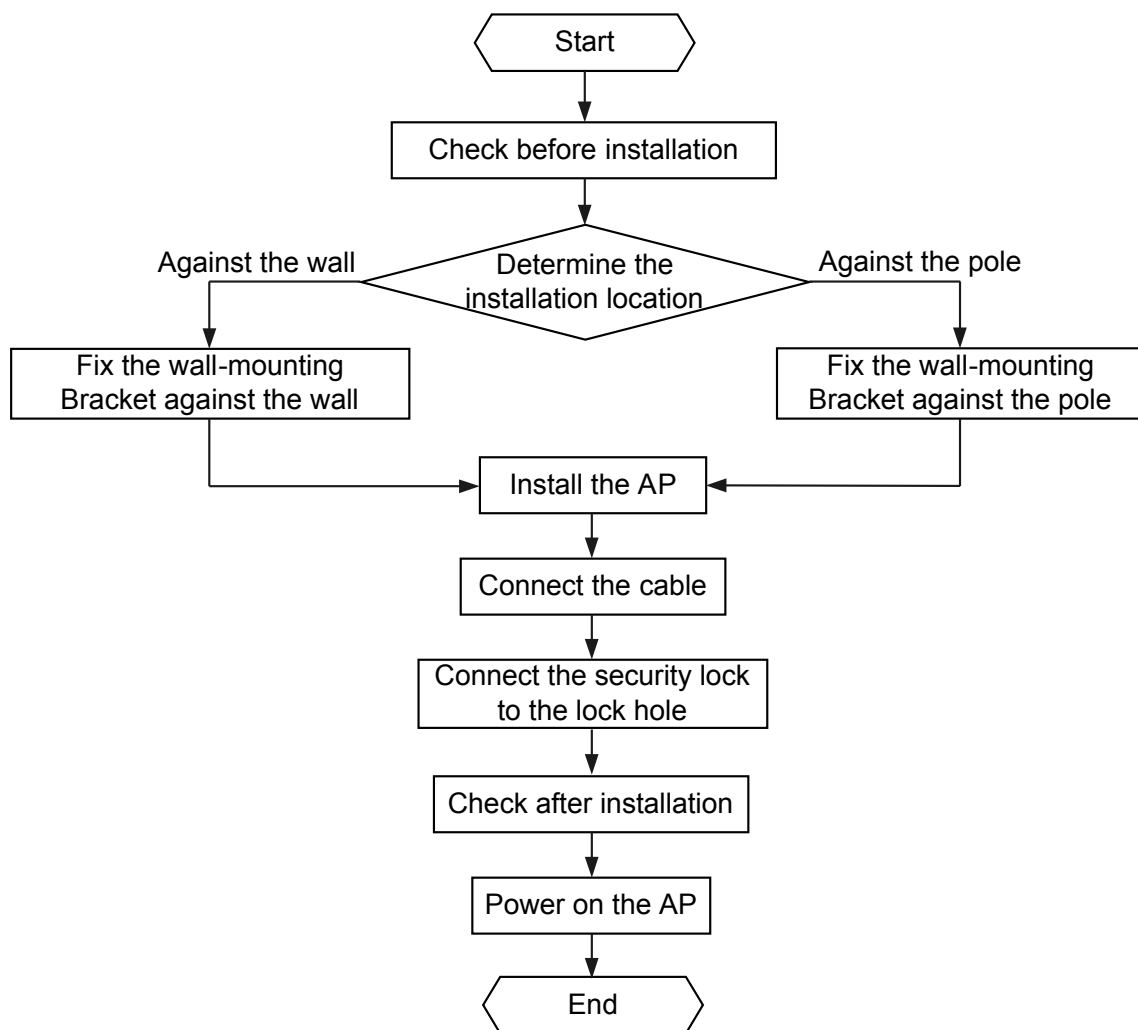 Start
Check before installation
Against the wall
Determine the
installation location
Against the pole
Fix the wall-mounting
Bracket against the wall
Fix the wall-mounting
Bracket against the pole
Install the AP
Connect the cable
Connect the security lock
to the lock hole
Check after installation
Power on the AP
End